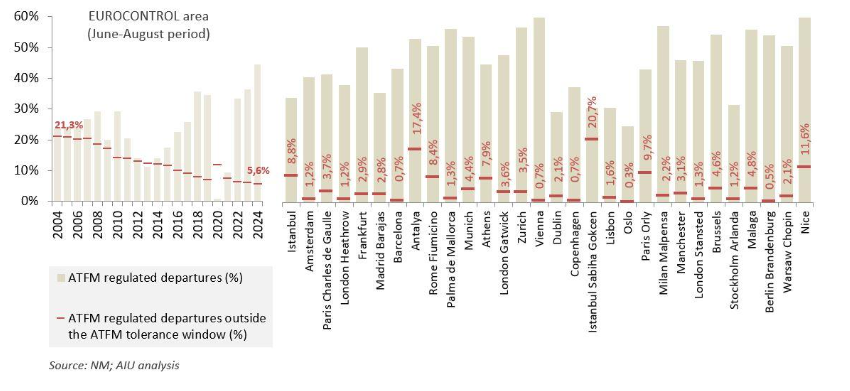 EUROCONTROL area
(June-August period)
60%
50%
40%
30%
20%
10%
0%
21,3%
5,6%
2004
2006
2008
2010
2012
2014
2016
2018
2020
2022
2024
ATFM regulated departures (%)
ATFM regulated departures outside
the ATFM tolerance window (%)
60%
50%
40%
30%
20%
10%
0%
8,8%
1,2%
3,7%
1,2%
2,9%
2,8%
0,7%
17,4%
8,4%
1,3%
4,4%
7,9%
3,6%
3,5%
0,7%
2,1%
0,7%
20,7%
1,6%
0,3%
9,7%
2,2%
3,1%
1,3%
4,6%
1,2%
4,8%
0,5%
2,1%
11,6%
Istanbul
Amsterdam
Paris Charles de Gaulle
London Heathrow
Frankfurt
Madrid Barajas
Barcelona
Antalya
Rome Fiumicino
Palma de Mallorca
Munich
Athens
London Gatwick
Zurich
Vienna
Dublin
Copenhagen
Istanbul Sabiha Gokcen
Lisbon
Oslo
Paris Orly
Milan Malpensa
Manchester
London Stansted
Brussels
Stockholm Arlanda
Malaga
Berlin Brandenburg
Warsaw Chopin
Nice
Source: NM; AIU analysis